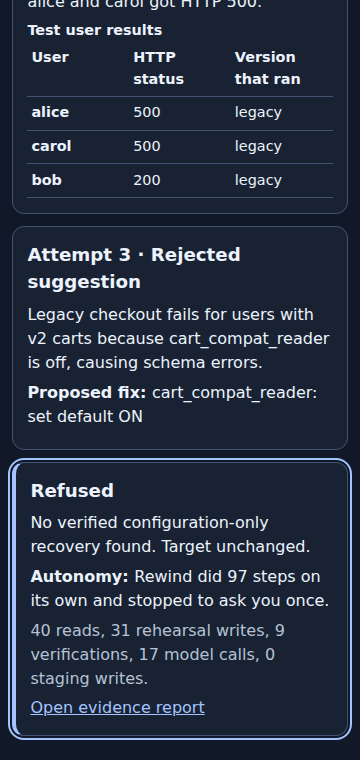 alice and carol got HTTP 500.
Test user results
User HTTP status Version that ran
alice 500 legacy
carol 500 legacy
bob 200 legacy
Attempt 3 · Rejected
suggestion
Legacy checkout fails for users with
v2 carts because cart_compat_reader
is off, causing schema errors.
Proposed fix: cart_compat_reader:
set default ON
Refused
No verified configuration-only
recovery found. Target unchanged.
Autonomy: Rewind did 97 steps on
its own and stopped to ask you once.
40 reads, 31 rehearsal writes, 9
verifications, 17 model calls, 0
staging writes.
Open evidence report